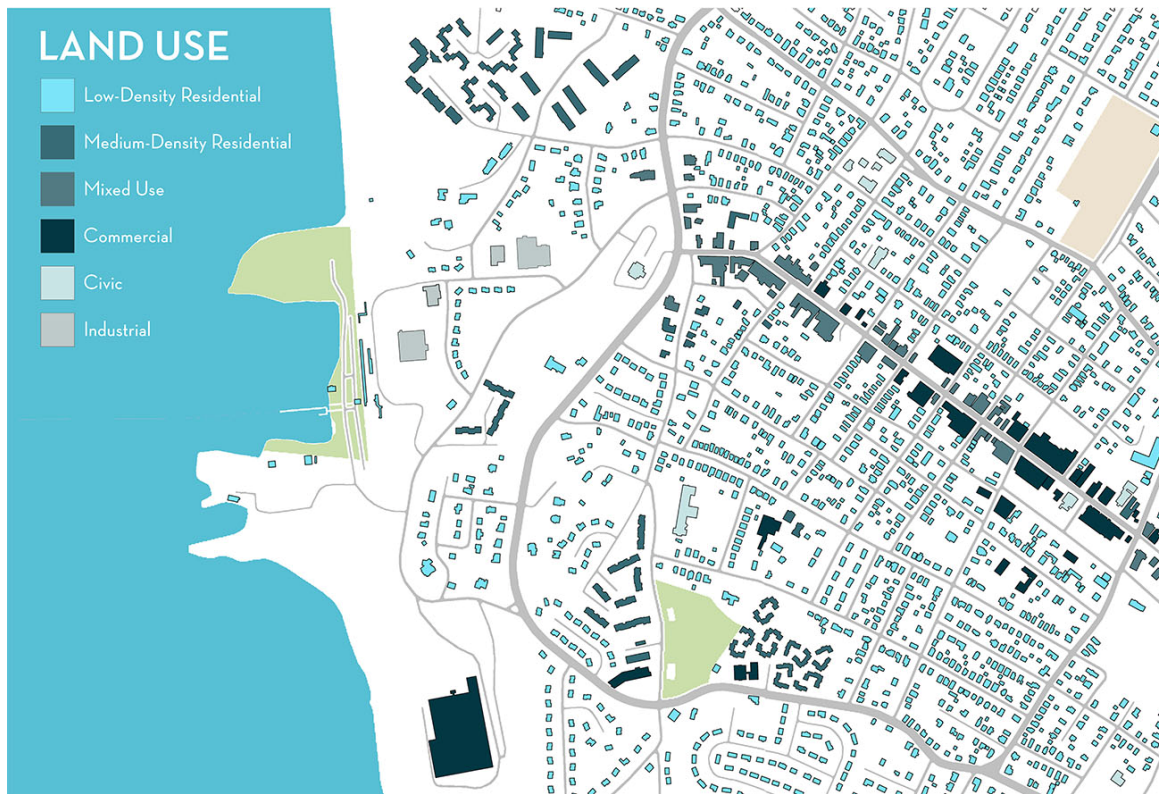 LAND USE
Low-Density Residential
Medium-Density Residential
Mixed Use
Commercial
Civic
Industrial